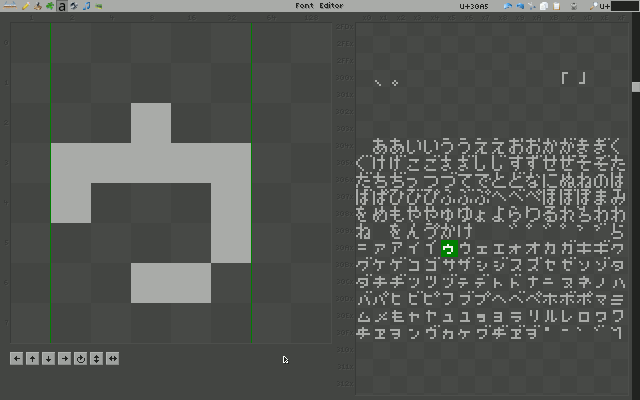 Font Editor
U+30A5
U+
、。 「」
ぁあぃいぅうぇえぉおかがきぎく
ぐけげこごさざしじすずせぜそぞた
だちぢっつづてでとどなにぬねのは
ばぱひびぴふぶぷへべぺほぼぽまみ
むめもゃやゅゆょよらりるれろゎわ
ゐゑをんゔゕゖ
゠ァアィイゥウェエォオカガキギク
グケゲコゴサザシジスズセゼソゾタ
ダチヂッツヅテデトドナニヌネノハ
バパヒビピフブプヘベペホボポマミ
ムメモャヤュユョヨラリルレロヮワ
ヰヱヲンヴヵヶヷヸヹヺ・ーヽヾヿ